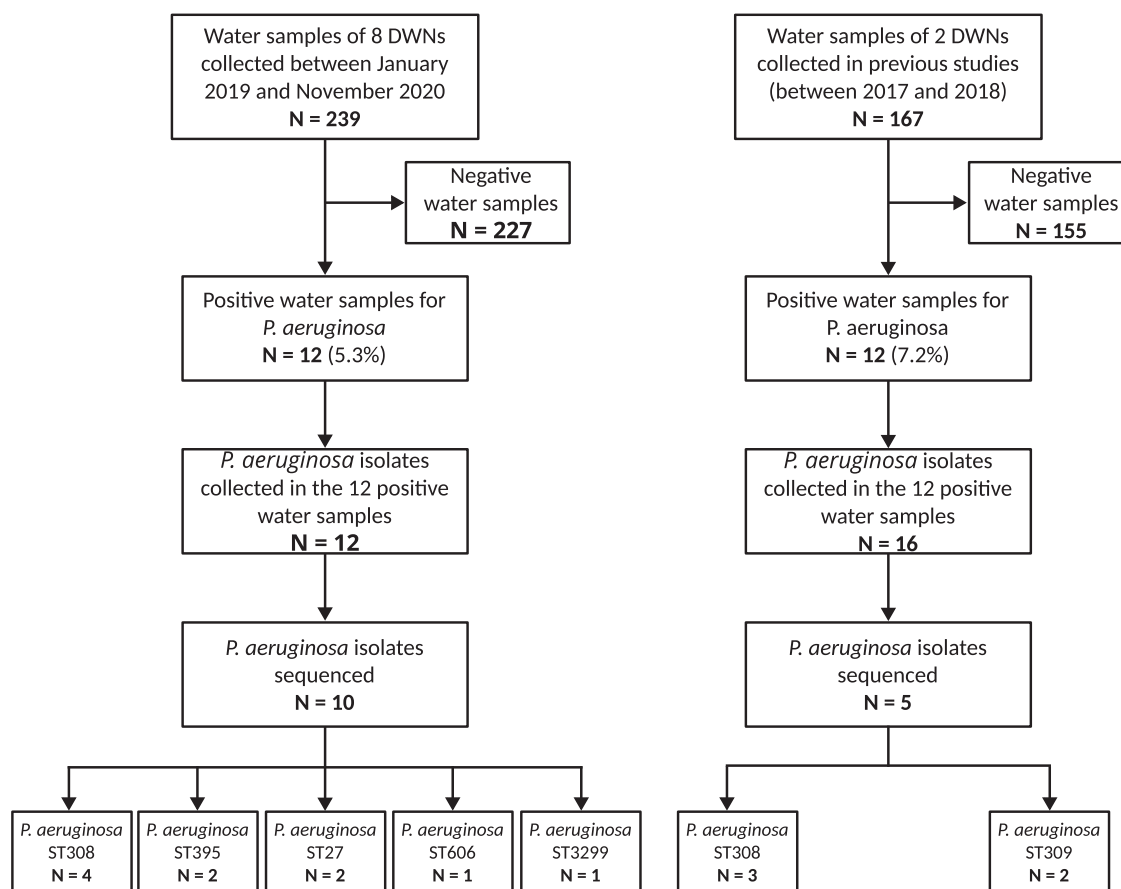 Water samples of 8 DWNs
collected between January
2019 and November 2020
N = 239
Negative
water samples
N = 227
Positive water samples for
P. aeruginosa
N = 12 (5.3%)
P. aeruginosa isolates
collected in the 12 positive
water samples
N = 12
P. aeruginosa isolates
sequenced
N = 10
P. aeruginosa
ST308
N = 4
P. aeruginosa
ST395
N = 2
P. aeruginosa
ST27
N = 2
P. aeruginosa
ST606
N = 1
P. aeruginosa
ST3299
N = 1
Water samples of 2 DWNs
collected in previous studies
(between 2017 and 2018)
N = 167
Negative
water samples
N = 155
Positive water samples for
P. aeruginosa
N = 12 (7.2%)
P. aeruginosa isolates
collected in the 12 positive
water samples
N = 16
P. aeruginosa isolates
sequenced
N = 5
P. aeruginosa
ST308
N = 3
P. aeruginosa
ST309
N = 2